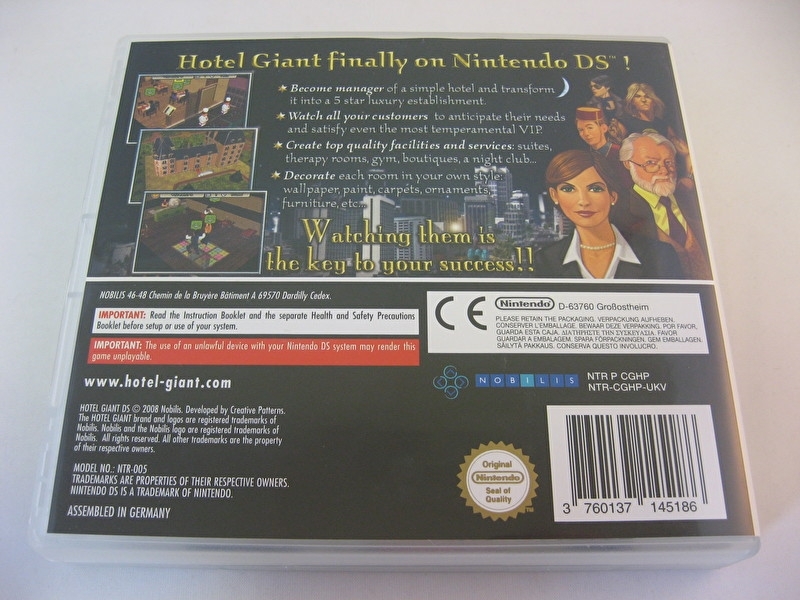 Hotel Giant finally on Nintendo DS™ !
Become manager of a simple hotel and transform
it into a 5 star luxury establishment.
Watch all your customers to anticipate their needs
and satisfy even the most temperamental VIP.
Create top quality facilities and services: suites,
therapy rooms, gym, boutiques, a night club...
Decorate each room in your own style:
wallpaper, paint, carpets, ornaments,
furniture, etc...
Watching them is
the key to your success!!
NOBILIS 46-48 Chemin de la Bruyère Bâtiment A 69570 Dardilly Cedex.
IMPORTANT: Read the Instruction Booklet and the separate Health and Safety Precautions
Booklet before setup or use of your system.
IMPORTANT: The use of an unlawful device with your Nintendo DS system may render this
game unplayable.
www.hotel-giant.com
HOTEL GIANT DS © 2008 Nobilis. Developed by Creative Patterns.
The HOTEL GIANT brand and logos are registered trademarks of
Nobilis. Nobilis and the Nobilis logo are registered trademarks of
Nobilis. All rights reserved. All other trademarks are the property
of their respective owners.
MODEL NO.: NTR-005
TRADEMARKS ARE PROPERTIES OF THEIR RESPECTIVE OWNERS.
NINTENDO DS IS A TRADEMARK OF NINTENDO.
ASSEMBLED IN GERMANY
CE
Nintendo D-63760 Großostheim
PLEASE RETAIN THE PACKAGING. VERPACKUNG AUFHEBEN.
CONSERVER L'EMBALLAGE. BEWAAR DEZE VERPAKKING. POR FAVOR,
GUARDA ESTA CAJA. ΔΙΑΤΗΡΗΣΤΕ ΤΗ ΣΥΣΚΕΥΑΣΙΑ. FAVOR
GUARDAR A EMBALAGEM. SPARA FÖRPACKNINGEN. GEM EMBALLAGEN.
SÄILYTÄ PAKKAUS. CONSERVA QUESTO INVOLUCRO.
NOBILIS
NTR P CGHP
NTR-CGHP-UKV
Original
Nintendo
Seal of
Quality
TM
3 760137 145186